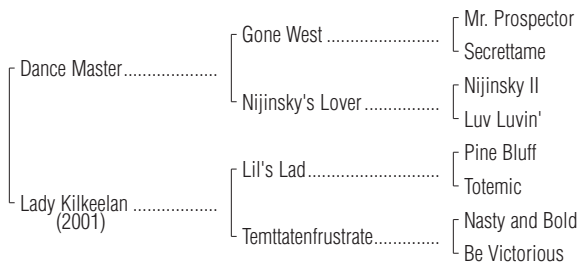 Mr. Prospector
Gone West ........................
Secrettame
Dance Master....................
Nijinsky II
Nijinsky's Lover ................
Luv Luvin'
Pine Bluff
Lil's Lad............................
Totemic
Lady Kilkeelan ..................
(2001)
Nasty and Bold
Temttatenfrustrate..............
Be Victorious